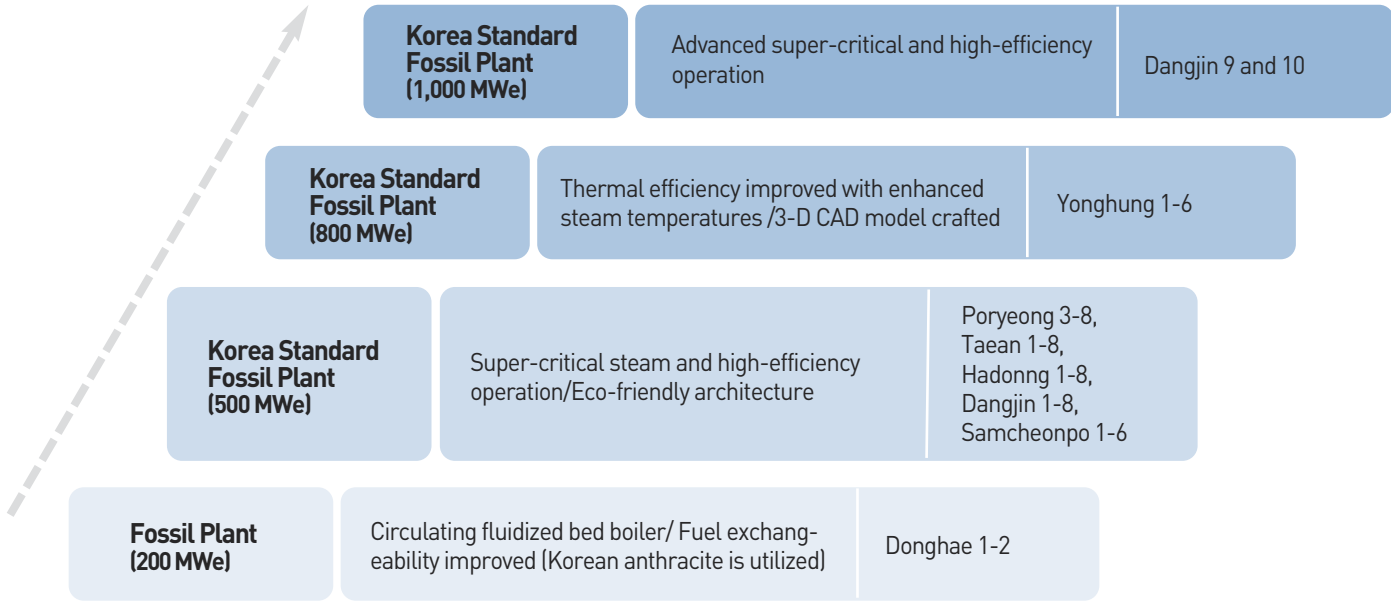 Korea Standard
Fossil Plant
(1,000 MWe)
Advanced super-critical and high-efficiency
operation
Dangjin 9 and 10
Korea Standard
Fossil Plant
(800 MWe)
Thermal efficiency improved with enhanced
steam temperatures /3-D CAD model crafted
Yonghung 1-6
Korea Standard
Fossil Plant
(500 MWe)
Super-critical steam and high-efficiency
operation/Eco-friendly architecture
Poryeong 3-8,
Taean 1-8,
Hadonng 1-8,
Dangjin 1-8,
Samcheonpo 1-6
Fossil Plant
(200 MWe)
Circulating fluidized bed boiler/ Fuel exchang-
eability improved (Korean anthracite is utilized)
Donghae 1-2